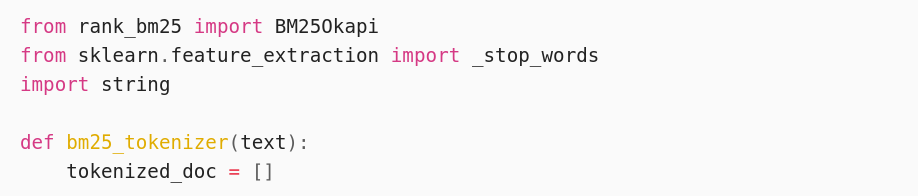 from rank_bm25 import BM25Okapi
from sklearn.feature_extraction import _stop_words
import string

def bm25_tokenizer(text):
    tokenized_doc = []